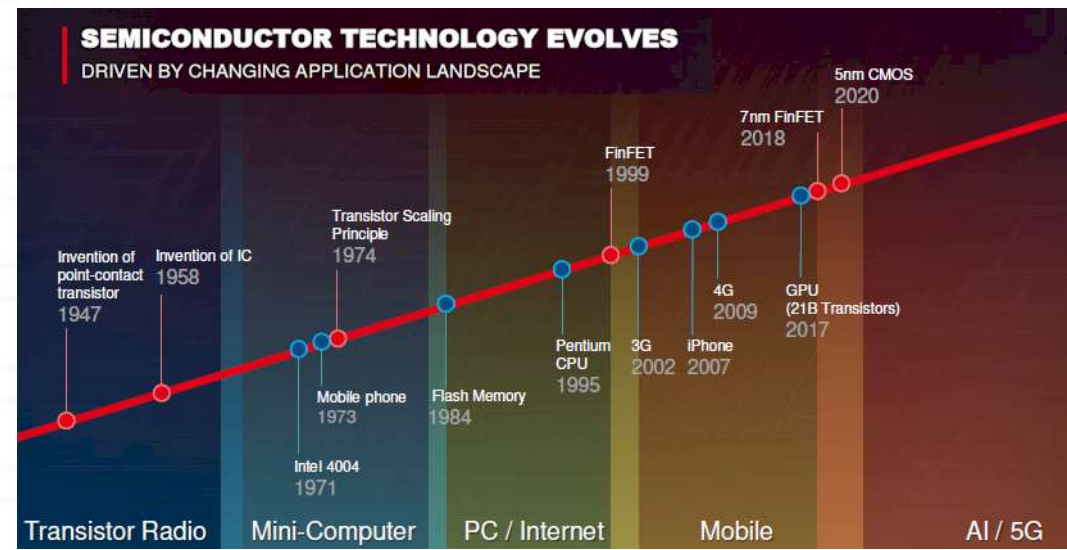 SEMICONDUCTOR TECHNOLOGY EVOLVES
DRIVEN BY CHANGING APPLICATION LANDSCAPE
Invention of
point-contact
transistor
1947
Invention of IC
1958
Intel 4004
1971
Mobile phone
1973
Transistor Scaling
Principle
1974
Flash Memory
1984
Pentium
CPU
1995
FinFET
1999
3G
2002
iPhone
2007
4G
2009
GPU
(21B Transistors)
2017
7nm FinFET
2018
5nm CMOS
2020
Transistor Radio
Mini-Computer
PC / Internet
Mobile
AI / 5G